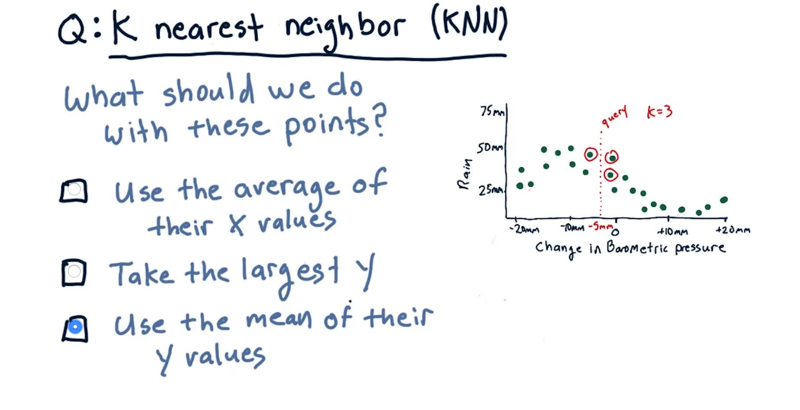 Q: K nearest neighbor (KNN)
What should we do
with these points?
Use the average of
their X values
Take the largest Y
Use the mean of their
Y values
query K=3
75mm
50mm
25mm
Rain
-20mm -10mm -5mm 0 +10mm +20mm
Change in Barometric pressure